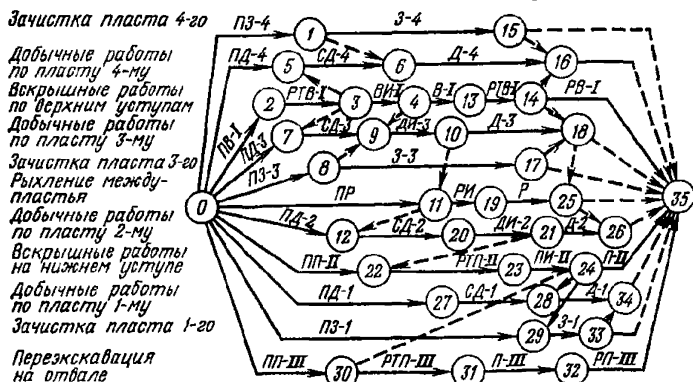 Зачистка пласта 4-го
ПЗ-4
1
З-4
15
Добычные работы
по пласту 4-му
ПД-4
5
СД-4
6
Д-4
16
Вскрышные работы
по верхним уступам
ПВ-I
2
РТВ-I
3
ВИ-I
4
В-I
13
РТВ-I
14
РВ-I
Добычные работы
по пласту 3-му
ПД-3
7
СД-3
9
ДИ-3
10
Д-3
18
Зачистка пласта 3-го
ПЗ-3
8
З-3
17
0
35
Рыхление между-
пластья
ПР
11
РИ
19
Р
25
Добычные работы
по пласту 2-му
ПД-2
12
СД-2
20
ДИ-2
21
Д-2
26
Вскрышные работы
на нижнем уступе
ПП-II
22
РТП-II
23
ПИ-II
24
П-II
Добычные работы
по пласту 1-му
ПД-1
27
СД-1
28
Д-1
34
Зачистка пласта 1-го
ПЗ-1
29
З-1
33
Переэкскавация
на отвале
ПП-III
30
РТП-III
31
П-III
32
РП-III